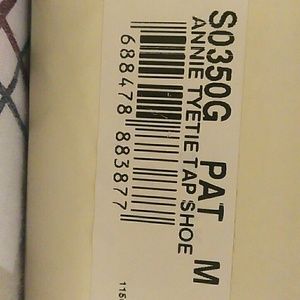 S0350G PAT M
ANNIE TYETIE TAP SHOE
688478 883877